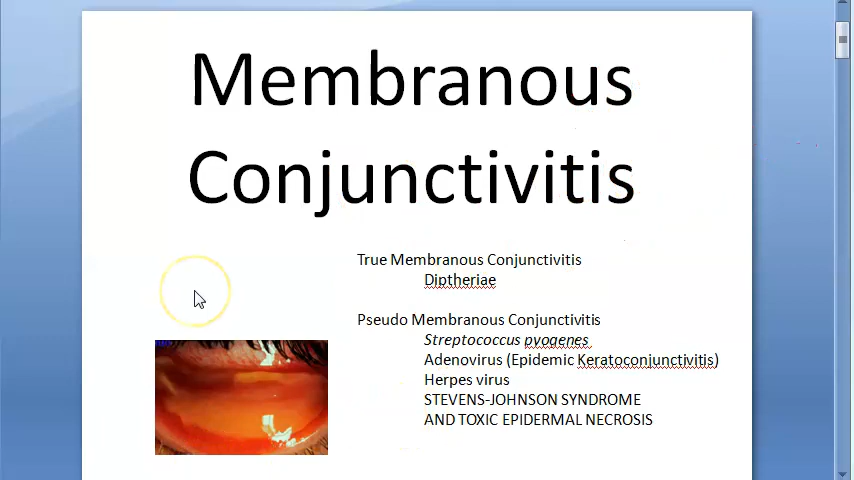 Membranous
Conjunctivitis
True Membranous Conjunctivitis
Diptheriae
Pseudo Membranous Conjunctivitis
Streptococcus pyogenes
Adenovirus (Epidemic Keratoconjunctivitis)
Herpes virus
STEVENS-JOHNSON SYNDROME
AND TOXIC EPIDERMAL NECROSIS